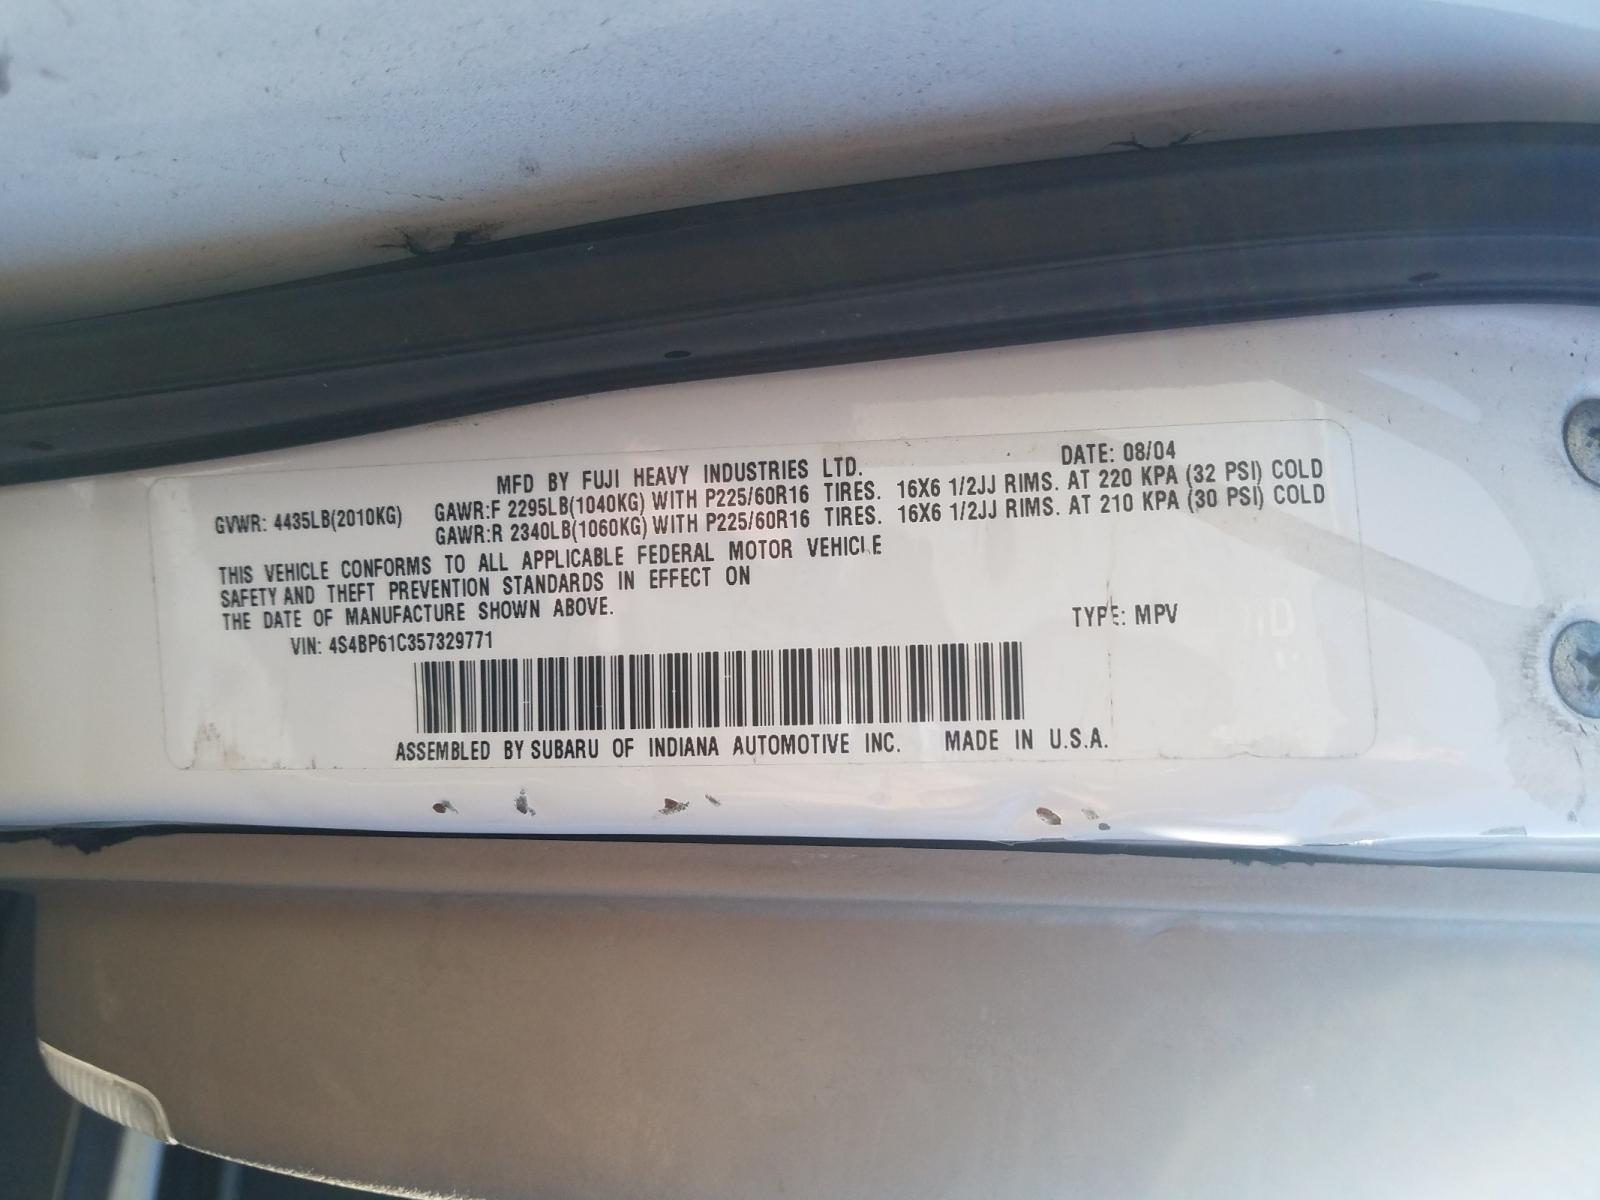 MFD BY FUJI HEAVY INDUSTRIES LTD. DATE: 08/04
GVWR: 4435LB(2010KG) GAWR:F 2295LB(1040KG) WITH P225/60R16 TIRES. 16X6 1/2JJ RIMS. AT 220 KPA (32 PSI) COLD
GAWR:R 2340LB(1060KG) WITH P225/60R16 TIRES. 16X6 1/2JJ RIMS. AT 210 KPA (30 PSI) COLD
THIS VEHICLE CONFORMS TO ALL APPLICABLE FEDERAL MOTOR VEHICLE
SAFETY AND THEFT PREVENTION STANDARDS IN EFFECT ON
THE DATE OF MANUFACTURE SHOWN ABOVE.
VIN: 4S4BP61C357329771 TYPE: MPV
ASSEMBLED BY SUBARU OF INDIANA AUTOMOTIVE INC. MADE IN U.S.A.